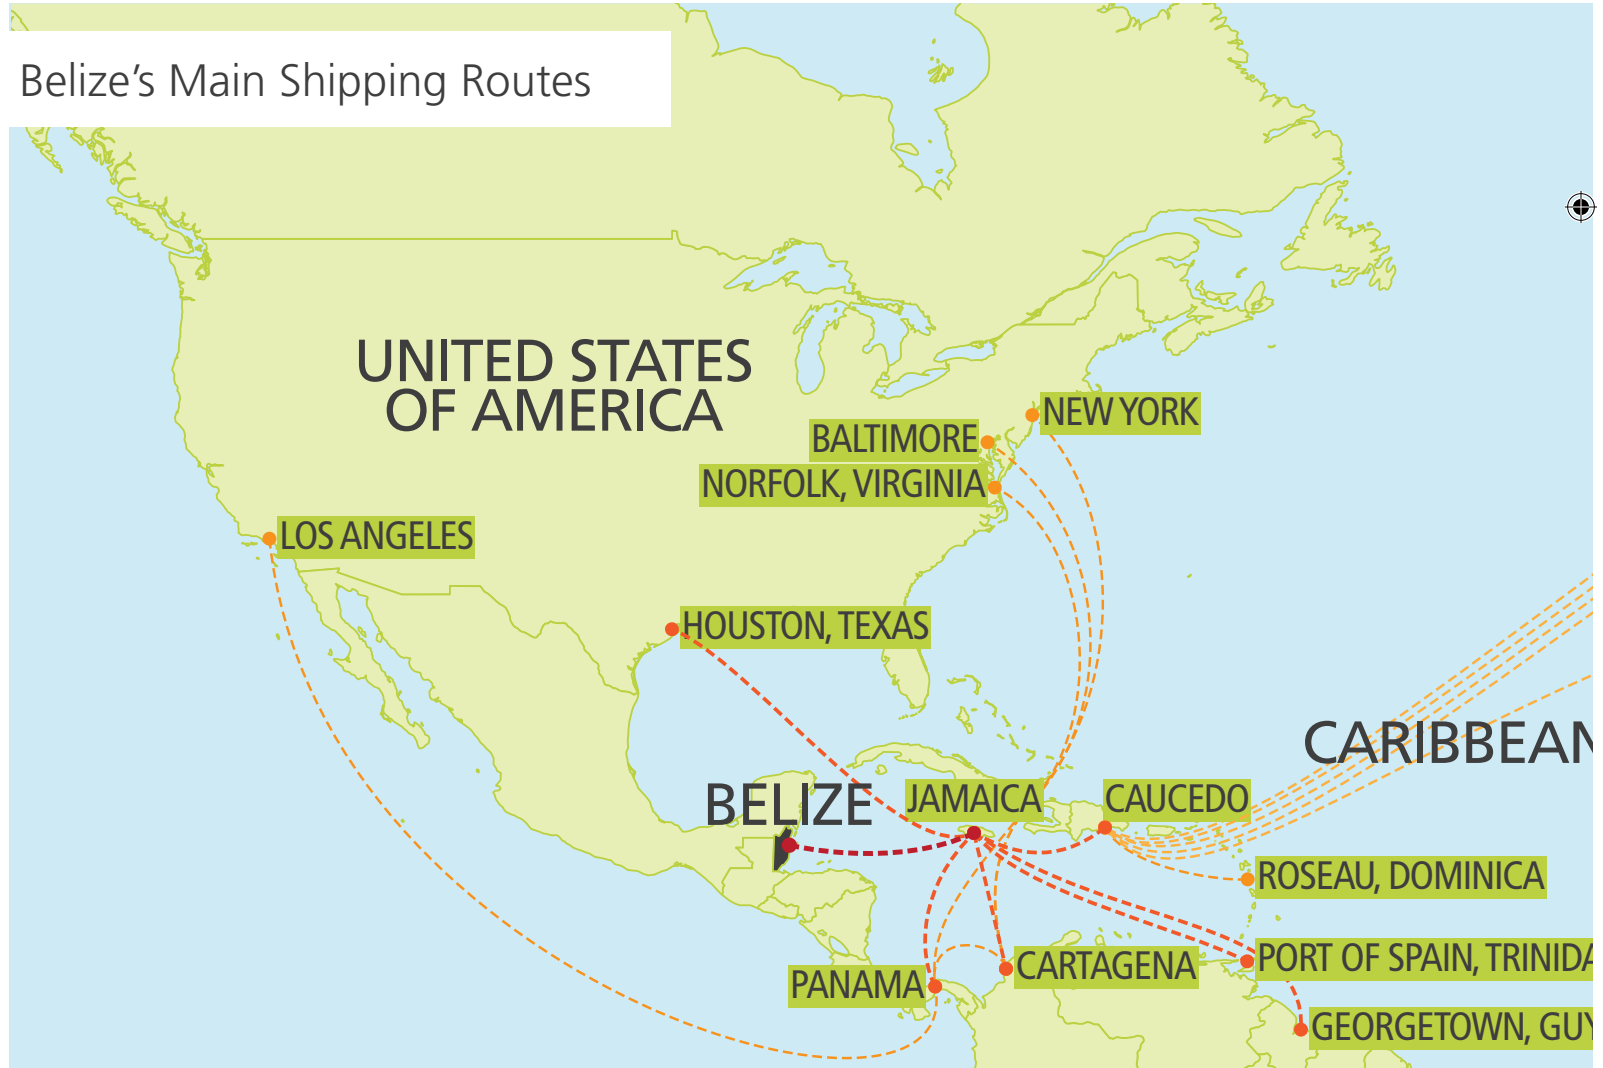 Belize’s Main Shipping Routes
UNITED STATES
OF AMERICA
NEW YORK
BALTIMORE
NORFOLK, VIRGINIA
LOS ANGELES
HOUSTON, TEXAS
CARIBBEAN
BELIZE
JAMAICA
CAUCEDO
ROSEAU, DOMINICA
PORT OF SPAIN, TRINIDA
CARTAGENA
PANAMA
GEORGETOWN, GUY